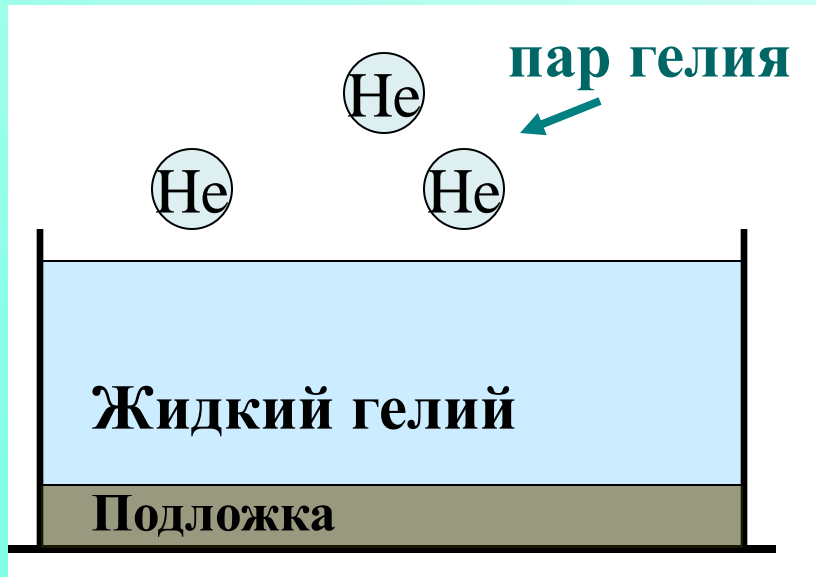 пар гелия
He
He
He
Жидкий гелий
Подложка